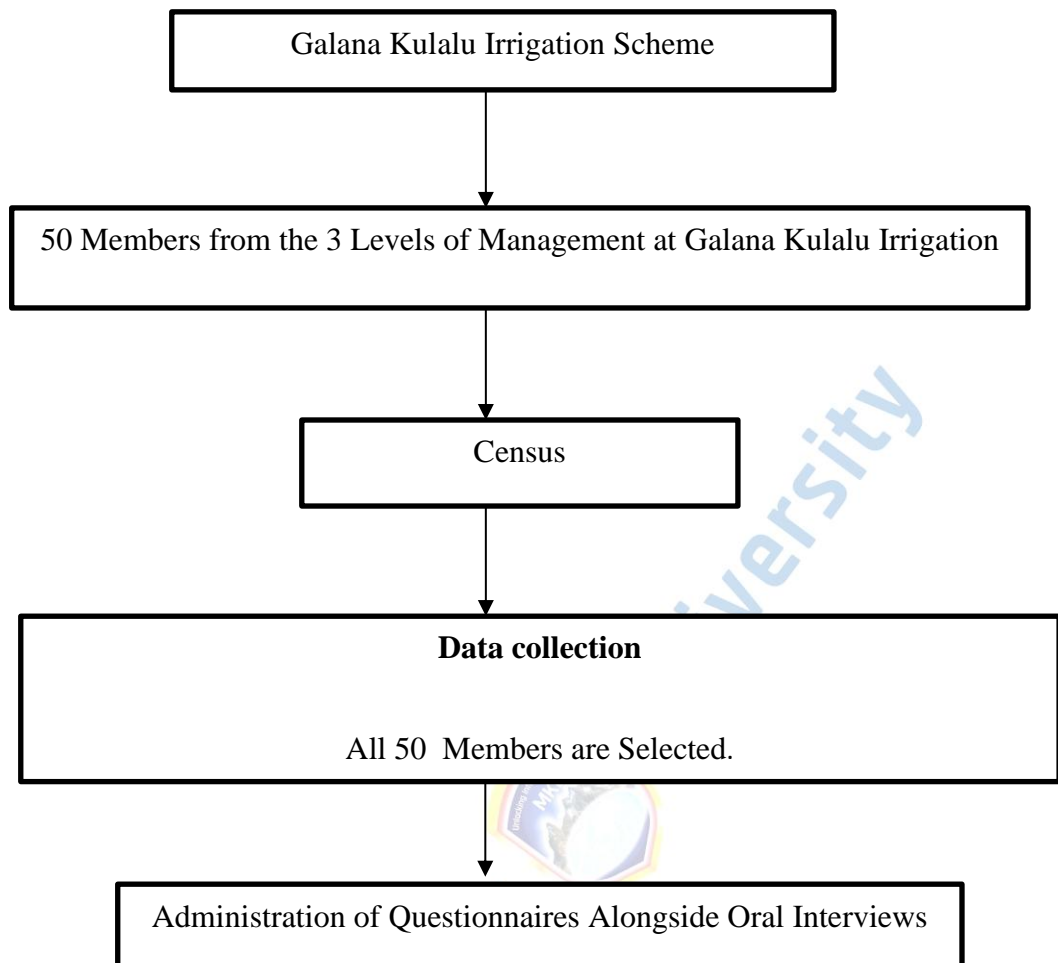 Galana Kulalu Irrigation Scheme
50 Members from the 3 Levels of Management at Galana Kulalu Irrigation
Census
Data collection
All 50 Members are Selected.
Administration of Questionnaires Alongside Oral Interviews